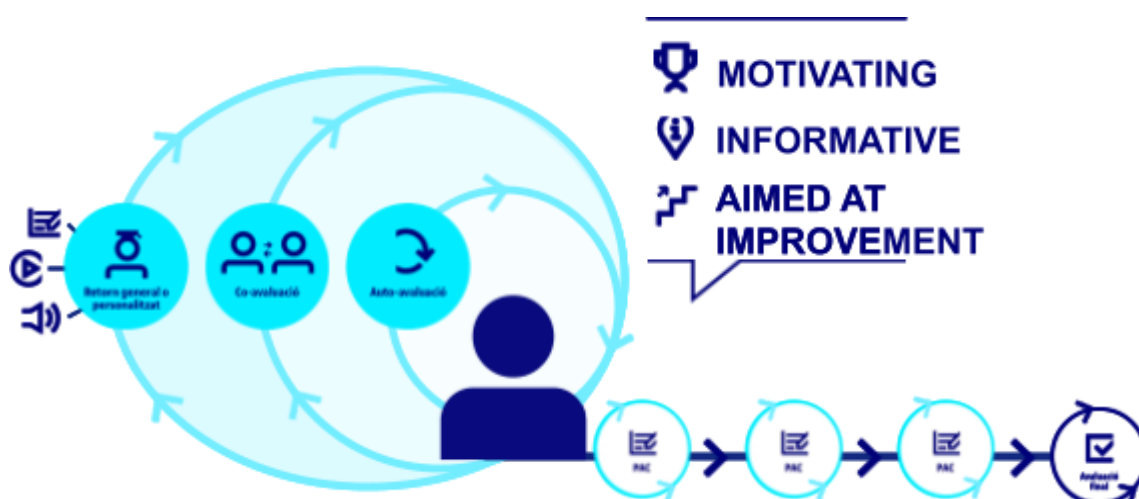 MOTIVATING
INFORMATIVE
AIMED AT
IMPROVEMENT
Retorn general o
personalitzat
Co-avaluació
Auto-avaluació
PAC
PAC
PAC
Avaluació
final